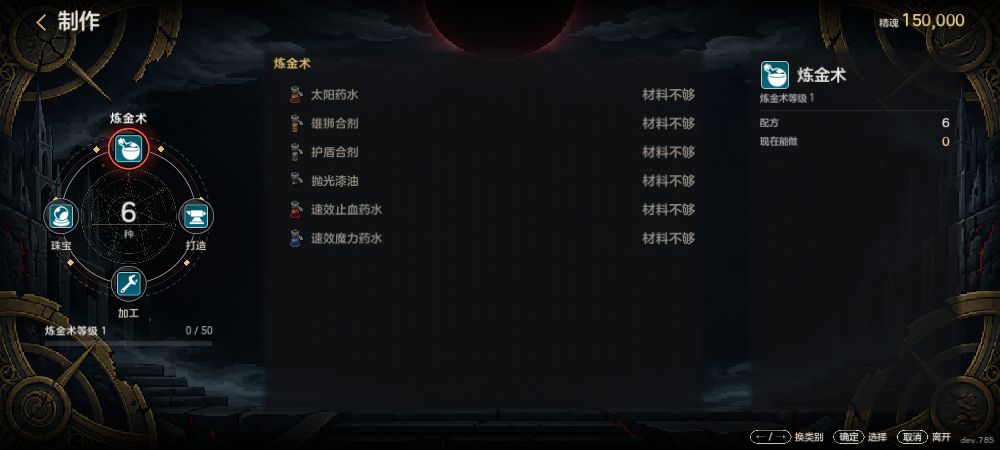 制作
精魂 150,000
炼金术
6
种
珠宝
打造
加工
炼金术等级 1 0 / 50
炼金术
太阳药水 材料不够
雄狮合剂 材料不够
护盾合剂 材料不够
抛光漆油 材料不够
速效止血药水 材料不够
速效魔力药水 材料不够
炼金术
炼金术等级 1
配方 6
现在能做 0
←/→ 换类别 确定 选择 取消 离开
dev.785